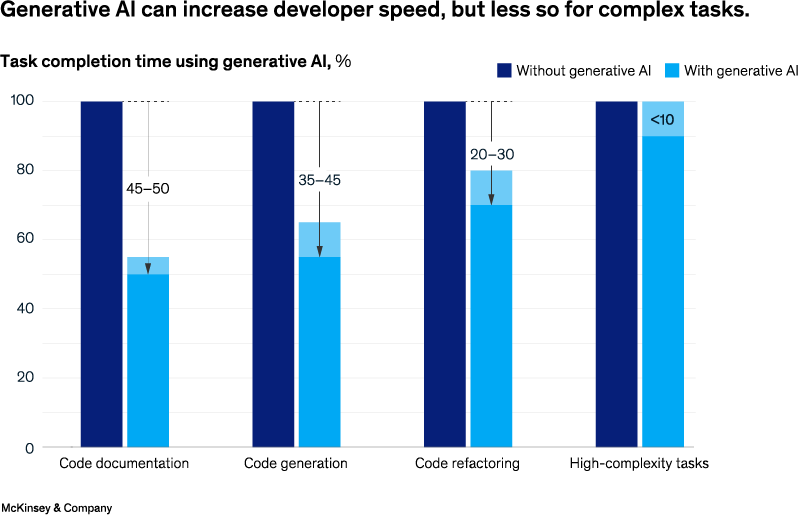 Generative AI can increase developer speed, but less so for complex tasks.
Task completion time using generative AI, %
Without generative AI
With generative AI
100
80
60
40
20
0
45–50
35–45
20–30
<10
Code documentation
Code generation
Code refactoring
High-complexity tasks
McKinsey & Company